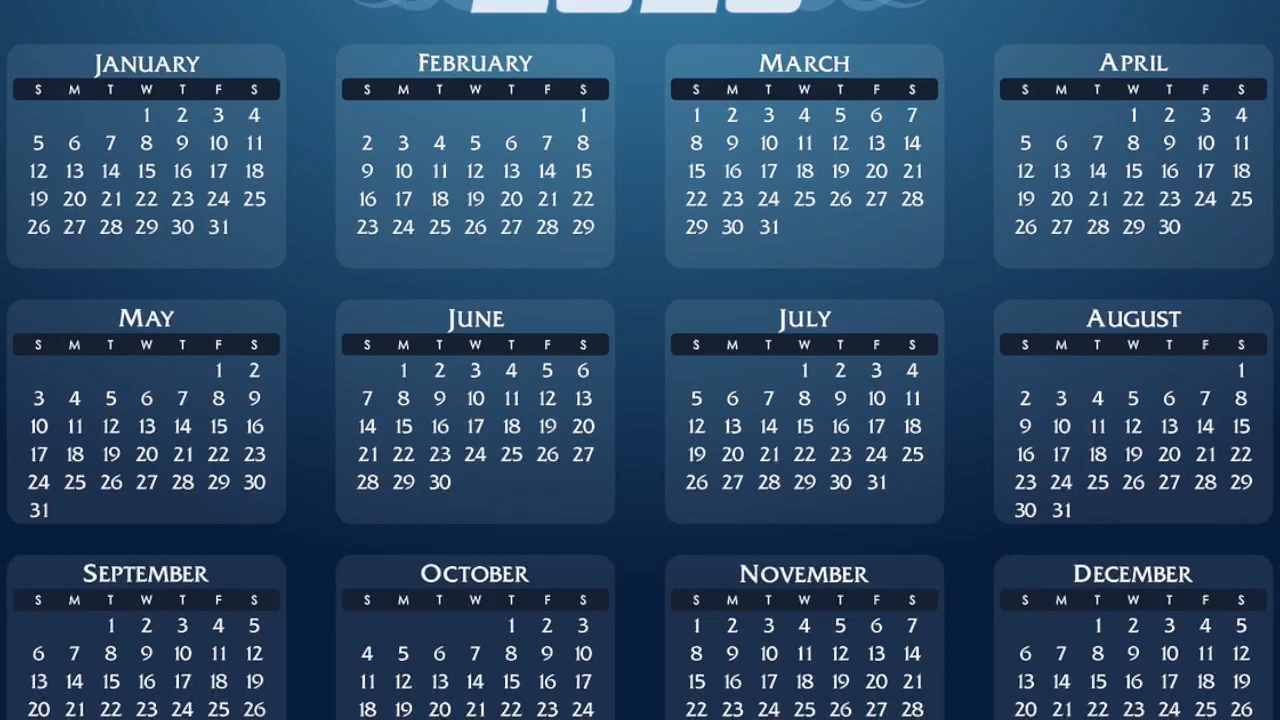 JANUARY
S M T W T F S
1 2 3 4
5 6 7 8 9 10 11
12 13 14 15 16 17 18
19 20 21 22 23 24 25
26 27 28 29 30 31
FEBRUARY
S M T W T F S
1
2 3 4 5 6 7 8
9 10 11 12 13 14 15
16 17 18 19 20 21 22
23 24 25 26 27 28 29
MARCH
S M T W T F S
1 2 3 4 5 6 7
8 9 10 11 12 13 14
15 16 17 18 19 20 21
22 23 24 25 26 27 28
29 30 31
APRIL
S M T W T F S
1 2 3 4
5 6 7 8 9 10 11
12 13 14 15 16 17 18
19 20 21 22 23 24 25
26 27 28 29 30
MAY
S M T W T F S
1 2
3 4 5 6 7 8 9
10 11 12 13 14 15 16
17 18 19 20 21 22 23
24 25 26 27 28 29 30
31
JUNE
S M T W T F S
1 2 3 4 5 6
7 8 9 10 11 12 13
14 15 16 17 18 19 20
21 22 23 24 25 26 27
28 29 30
JULY
S M T W T F S
1 2 3 4
5 6 7 8 9 10 11
12 13 14 15 16 17 18
19 20 21 22 23 24 25
26 27 28 29 30 31
AUGUST
S M T W T F S
1
2 3 4 5 6 7 8
9 10 11 12 13 14 15
16 17 18 19 20 21 22
23 24 25 26 27 28 29
30 31
SEPTEMBER
S M T W T F S
1 2 3 4 5
6 7 8 9 10 11 12
13 14 15 16 17 18 19
20 21 22 23 24 25 26
OCTOBER
S M T W T F S
1 2 3
4 5 6 7 8 9 10
11 12 13 14 15 16 17
18 19 20 21 22 23 24
NOVEMBER
S M T W T F S
1 2 3 4 5 6 7
8 9 10 11 12 13 14
15 16 17 18 19 20 21
22 23 24 25 26 27 28
DECEMBER
S M T W T F S
1 2 3 4 5
6 7 8 9 10 11 12
13 14 15 16 17 18 19
20 21 22 23 24 25 26